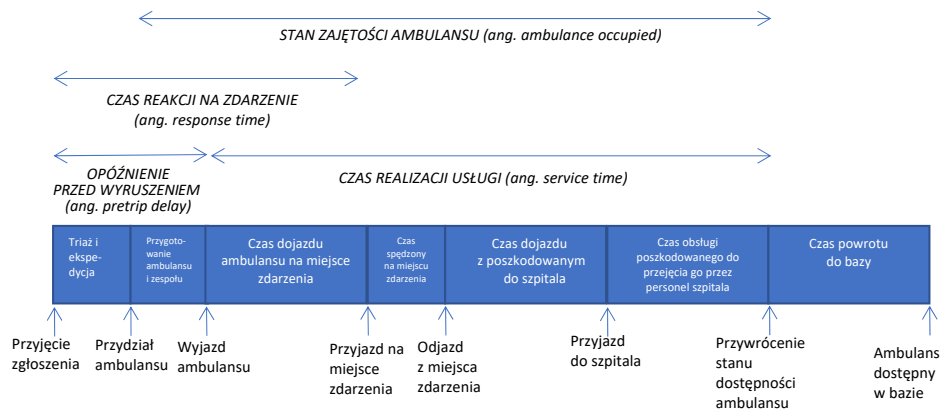 STAN ZAJĘTOŚCI AMBULANSU (ang. ambulance occupied)
CZAS REAKCJI NA ZDARZENIE
(ang. response time)
OPÓŹNIENIE
PRZED WYRUSZENIEM
(ang. pretrip delay)
CZAS REALIZACJI USŁUGI (ang. service time)
Triaż i
ekspe-
dycja
Przygoto-
wanie
ambulansu
i zespołu
Czas dojazdu
ambulansu na miejsce
zdarzenia
Czas
spędzony
na miejscu
zdarzenia
Czas dojazdu
z poszkodowanym
do szpitala
Czas obsługi
poszkodowanego do
przejęcia go przez
personel szpitala
Czas powrotu
do bazy
Przyjęcie
zgłoszenia
Przydział
ambulansu
Wyjazd
ambulansu
Przyjazd na
miejsce
zdarzenia
Odjazd
z miejsca
zdarzenia
Przyjazd
do szpitala
Przywrócenie
stanu
dostępności
ambulansu
Ambulans
dostępny
w bazie